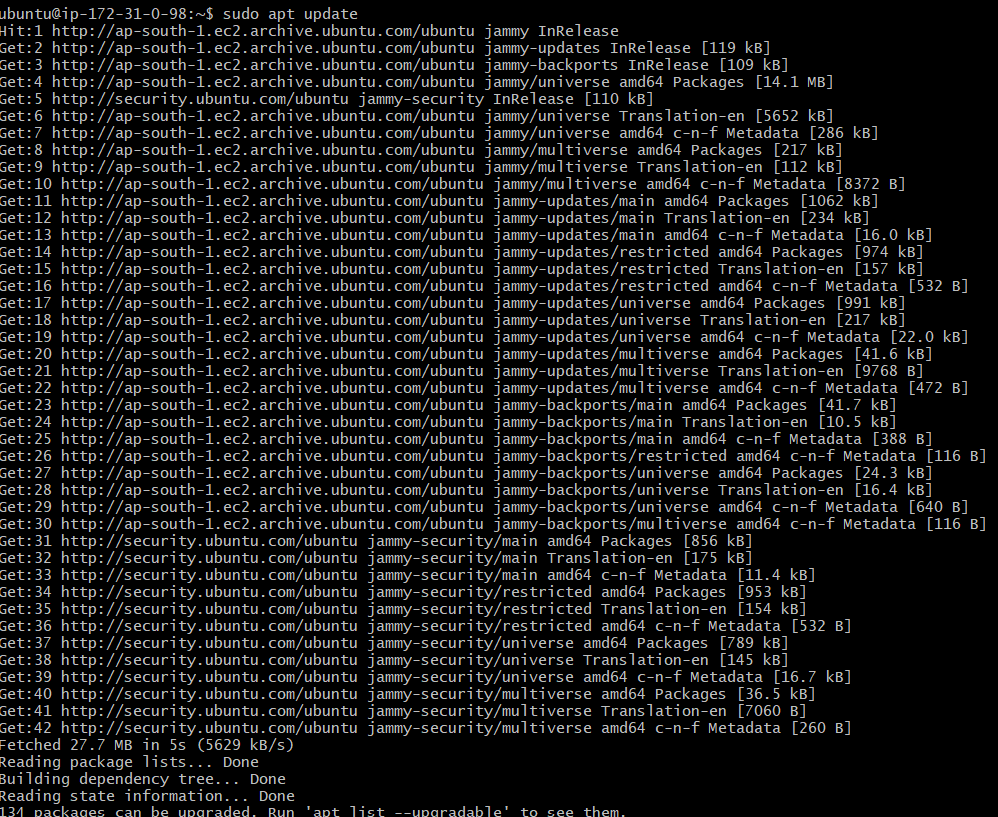 ubuntu@ip-172-31-0-98:~$ sudo apt update
Hit:1 http://ap-south-1.ec2.archive.ubuntu.com/ubuntu jammy InRelease
Get:2 http://ap-south-1.ec2.archive.ubuntu.com/ubuntu jammy-updates InRelease [119 kB]
Get:3 http://ap-south-1.ec2.archive.ubuntu.com/ubuntu jammy-backports InRelease [109 kB]
Get:4 http://ap-south-1.ec2.archive.ubuntu.com/ubuntu jammy/universe amd64 Packages [14.1 MB]
Get:5 http://security.ubuntu.com/ubuntu jammy-security InRelease [110 kB]
Get:6 http://ap-south-1.ec2.archive.ubuntu.com/ubuntu jammy/universe Translation-en [5652 kB]
Get:7 http://ap-south-1.ec2.archive.ubuntu.com/ubuntu jammy/universe amd64 c-n-f Metadata [286 kB]
Get:8 http://ap-south-1.ec2.archive.ubuntu.com/ubuntu jammy/multiverse amd64 Packages [217 kB]
Get:9 http://ap-south-1.ec2.archive.ubuntu.com/ubuntu jammy/multiverse Translation-en [112 kB]
Get:10 http://ap-south-1.ec2.archive.ubuntu.com/ubuntu jammy/multiverse amd64 c-n-f Metadata [8372 B]
Get:11 http://ap-south-1.ec2.archive.ubuntu.com/ubuntu jammy-updates/main amd64 Packages [1062 kB]
Get:12 http://ap-south-1.ec2.archive.ubuntu.com/ubuntu jammy-updates/main Translation-en [234 kB]
Get:13 http://ap-south-1.ec2.archive.ubuntu.com/ubuntu jammy-updates/main amd64 c-n-f Metadata [16.0 kB]
Get:14 http://ap-south-1.ec2.archive.ubuntu.com/ubuntu jammy-updates/restricted amd64 Packages [974 kB]
Get:15 http://ap-south-1.ec2.archive.ubuntu.com/ubuntu jammy-updates/restricted Translation-en [157 kB]
Get:16 http://ap-south-1.ec2.archive.ubuntu.com/ubuntu jammy-updates/restricted amd64 c-n-f Metadata [532 B]
Get:17 http://ap-south-1.ec2.archive.ubuntu.com/ubuntu jammy-updates/universe amd64 Packages [991 kB]
Get:18 http://ap-south-1.ec2.archive.ubuntu.com/ubuntu jammy-updates/universe Translation-en [217 kB]
Get:19 http://ap-south-1.ec2.archive.ubuntu.com/ubuntu jammy-updates/universe amd64 c-n-f Metadata [22.0 kB]
Get:20 http://ap-south-1.ec2.archive.ubuntu.com/ubuntu jammy-updates/multiverse amd64 Packages [41.6 kB]
Get:21 http://ap-south-1.ec2.archive.ubuntu.com/ubuntu jammy-updates/multiverse Translation-en [9768 B]
Get:22 http://ap-south-1.ec2.archive.ubuntu.com/ubuntu jammy-updates/multiverse amd64 c-n-f Metadata [472 B]
Get:23 http://ap-south-1.ec2.archive.ubuntu.com/ubuntu jammy-backports/main amd64 Packages [41.7 kB]
Get:24 http://ap-south-1.ec2.archive.ubuntu.com/ubuntu jammy-backports/main Translation-en [10.5 kB]
Get:25 http://ap-south-1.ec2.archive.ubuntu.com/ubuntu jammy-backports/main amd64 c-n-f Metadata [388 B]
Get:26 http://ap-south-1.ec2.archive.ubuntu.com/ubuntu jammy-backports/restricted amd64 c-n-f Metadata [116 B]
Get:27 http://ap-south-1.ec2.archive.ubuntu.com/ubuntu jammy-backports/universe amd64 Packages [24.3 kB]
Get:28 http://ap-south-1.ec2.archive.ubuntu.com/ubuntu jammy-backports/universe Translation-en [16.4 kB]
Get:29 http://ap-south-1.ec2.archive.ubuntu.com/ubuntu jammy-backports/universe amd64 c-n-f Metadata [640 B]
Get:30 http://ap-south-1.ec2.archive.ubuntu.com/ubuntu jammy-backports/multiverse amd64 c-n-f Metadata [116 B]
Get:31 http://security.ubuntu.com/ubuntu jammy-security/main amd64 Packages [856 kB]
Get:32 http://security.ubuntu.com/ubuntu jammy-security/main Translation-en [175 kB]
Get:33 http://security.ubuntu.com/ubuntu jammy-security/main amd64 c-n-f Metadata [11.4 kB]
Get:34 http://security.ubuntu.com/ubuntu jammy-security/restricted amd64 Packages [953 kB]
Get:35 http://security.ubuntu.com/ubuntu jammy-security/restricted Translation-en [154 kB]
Get:36 http://security.ubuntu.com/ubuntu jammy-security/restricted amd64 c-n-f Metadata [532 B]
Get:37 http://security.ubuntu.com/ubuntu jammy-security/universe amd64 Packages [789 kB]
Get:38 http://security.ubuntu.com/ubuntu jammy-security/universe Translation-en [145 kB]
Get:39 http://security.ubuntu.com/ubuntu jammy-security/universe amd64 c-n-f Metadata [16.7 kB]
Get:40 http://security.ubuntu.com/ubuntu jammy-security/multiverse amd64 Packages [36.5 kB]
Get:41 http://security.ubuntu.com/ubuntu jammy-security/multiverse Translation-en [7060 B]
Get:42 http://security.ubuntu.com/ubuntu jammy-security/multiverse amd64 c-n-f Metadata [260 B]
Fetched 27.7 MB in 5s (5629 kB/s)
Reading package lists... Done
Building dependency tree... Done
Reading state information... Done
134 packages can be upgraded. Run 'apt list --upgradable' to see them.